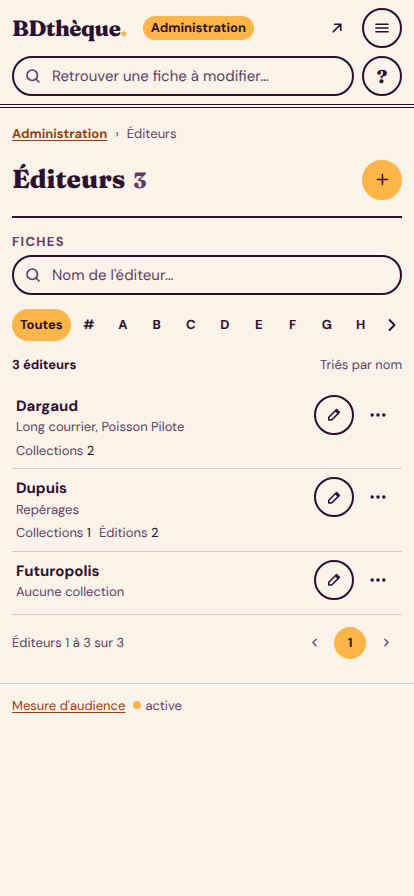 BDthèque. Administration
Retrouver une fiche à modifier... ?
Administration › Éditeurs
Éditeurs 3 +
FICHES
Nom de l'éditeur...
Toutes # A B C D E F G H
3 éditeurs Triés par nom
Dargaud
Long courrier, Poisson Pilote
Collections 2
Dupuis
Repérages
Collections 1 Éditions 2
Futuropolis
Aucune collection
Éditeurs 1 à 3 sur 3 ‹ 1 ›
Mesure d'audience active